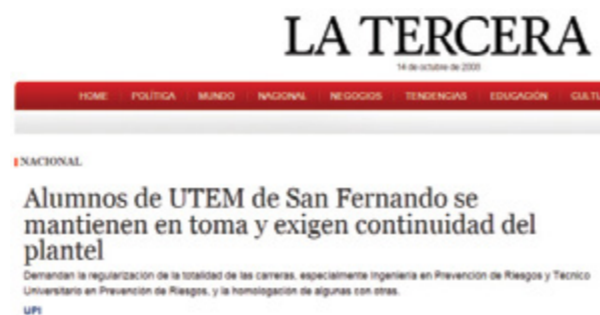 LA TERCERA
14 de octubre de 2008
HOME POLÍTICA MUNDO NACIONAL NEGOCIOS TENDENCIAS EDUCACIÓN CULTU
NACIONAL
Alumnos de UTEM de San Fernando se
mantienen en toma y exigen continuidad del
plantel
Demandan la regularización de la totalidad de las carreras, especialmente Ingeniería en Prevención de Riesgos y Técnico
Universitario en Prevención de Riesgos, y la homologación de algunas con otras.
UPI